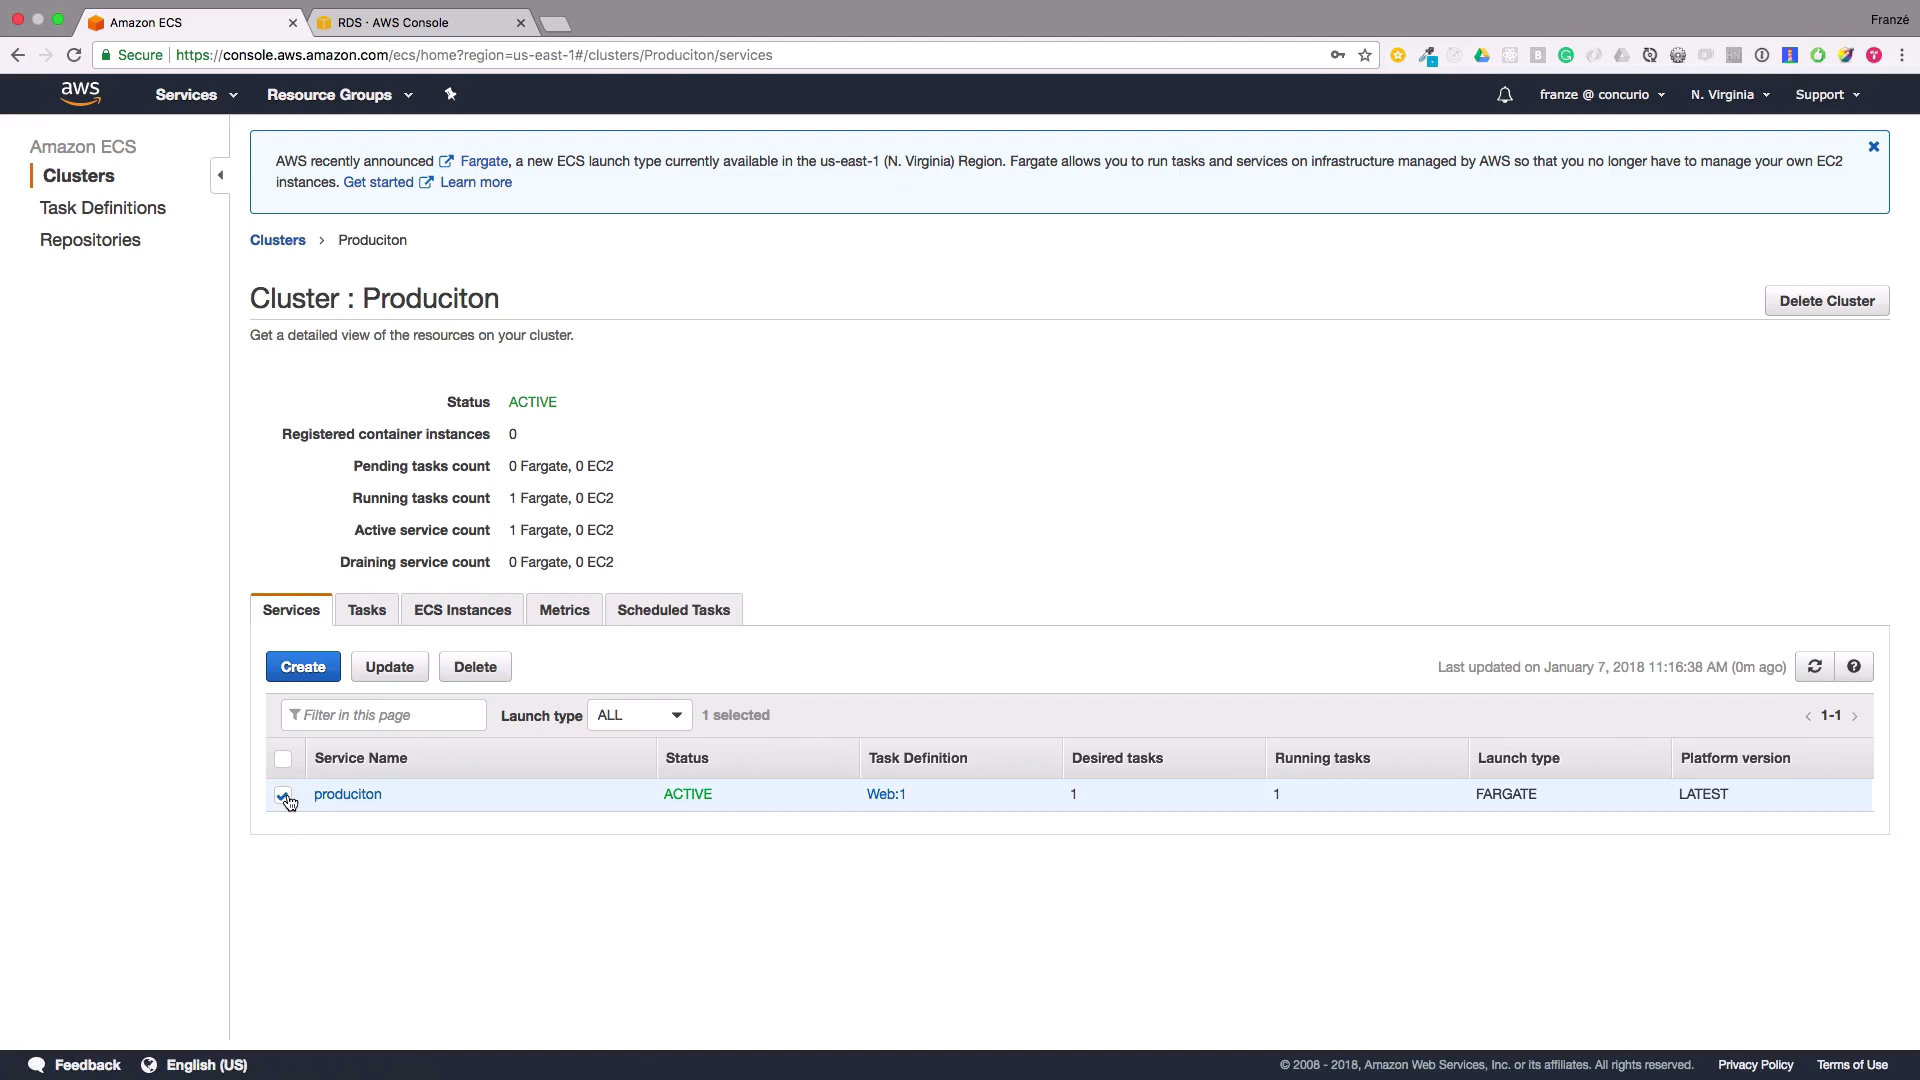 Amazon ECS
RDS · AWS Console
Franzé
Secure
https://console.aws.amazon.com/ecs/home?region=us-east-1#/clusters/Produciton/services
aws
Services
Resource Groups
franze @ concurio
N. Virginia
Support
Amazon ECS
Clusters
Task Definitions
Repositories
AWS recently announced Fargate, a new ECS launch type currently available in the us-east-1 (N. Virginia) Region. Fargate allows you to run tasks and services on infrastructure managed by AWS so that you no longer have to manage your own EC2
instances. Get started Learn more
Clusters > Produciton
Cluster : Produciton
Delete Cluster
Get a detailed view of the resources on your cluster.
Status ACTIVE
Registered container instances 0
Pending tasks count 0 Fargate, 0 EC2
Running tasks count 1 Fargate, 0 EC2
Active service count 1 Fargate, 0 EC2
Draining service count 0 Fargate, 0 EC2
Services Tasks ECS Instances Metrics Scheduled Tasks
Create Update Delete
Last updated on January 7, 2018 11:16:38 AM (0m ago)
Filter in this page
Launch type ALL 1 selected
< 1-1 >
Service Name Status Task Definition Desired tasks Running tasks Launch type Platform version
produciton ACTIVE Web:1 1 1 FARGATE LATEST
Feedback English (US)
© 2008 - 2018, Amazon Web Services, Inc. or its affiliates. All rights reserved. Privacy Policy Terms of Use